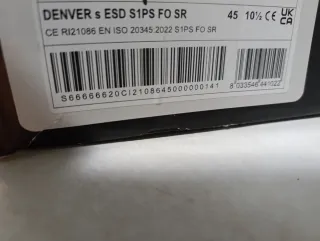 DENVER s ESD S1PS FO SR 45 10½ CE UK CA
CE RI21086 EN ISO 20345:2022 S1PS FO SR
S66666620CI2108645000000141 8 033546 441022